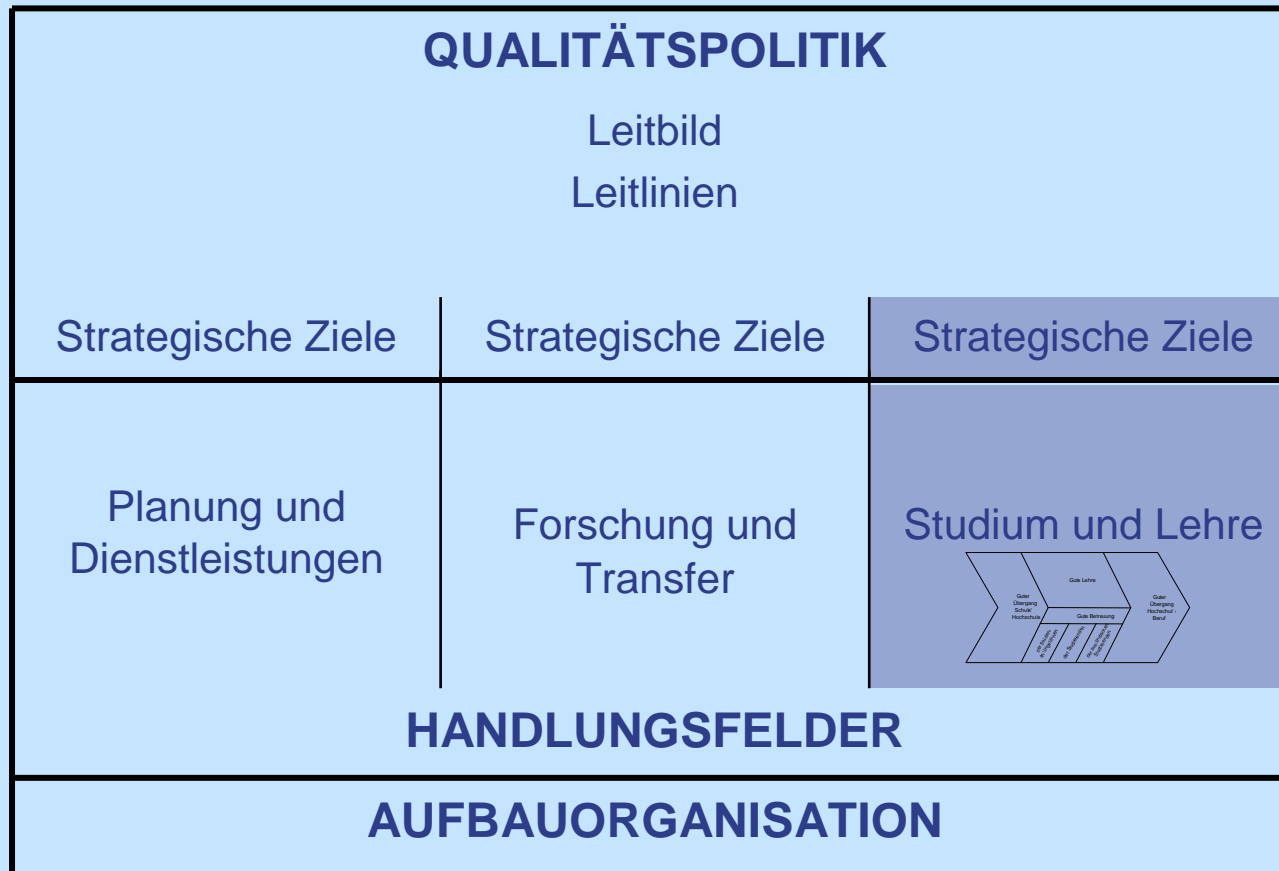 QUALITÄTSPOLITIK
Leitbild
Leitlinien
Strategische Ziele
Strategische Ziele
Strategische Ziele
Planung und
Dienstleistungen
Forschung und
Transfer
Studium und Lehre
Guter
Übergang
Schule/
Hochschule
Gute Lehre
Gute Betreuung
Guter
Übergang
Hochschul/
Beruf
HANDLUNGSFELDER
AUFBAUORGANISATION